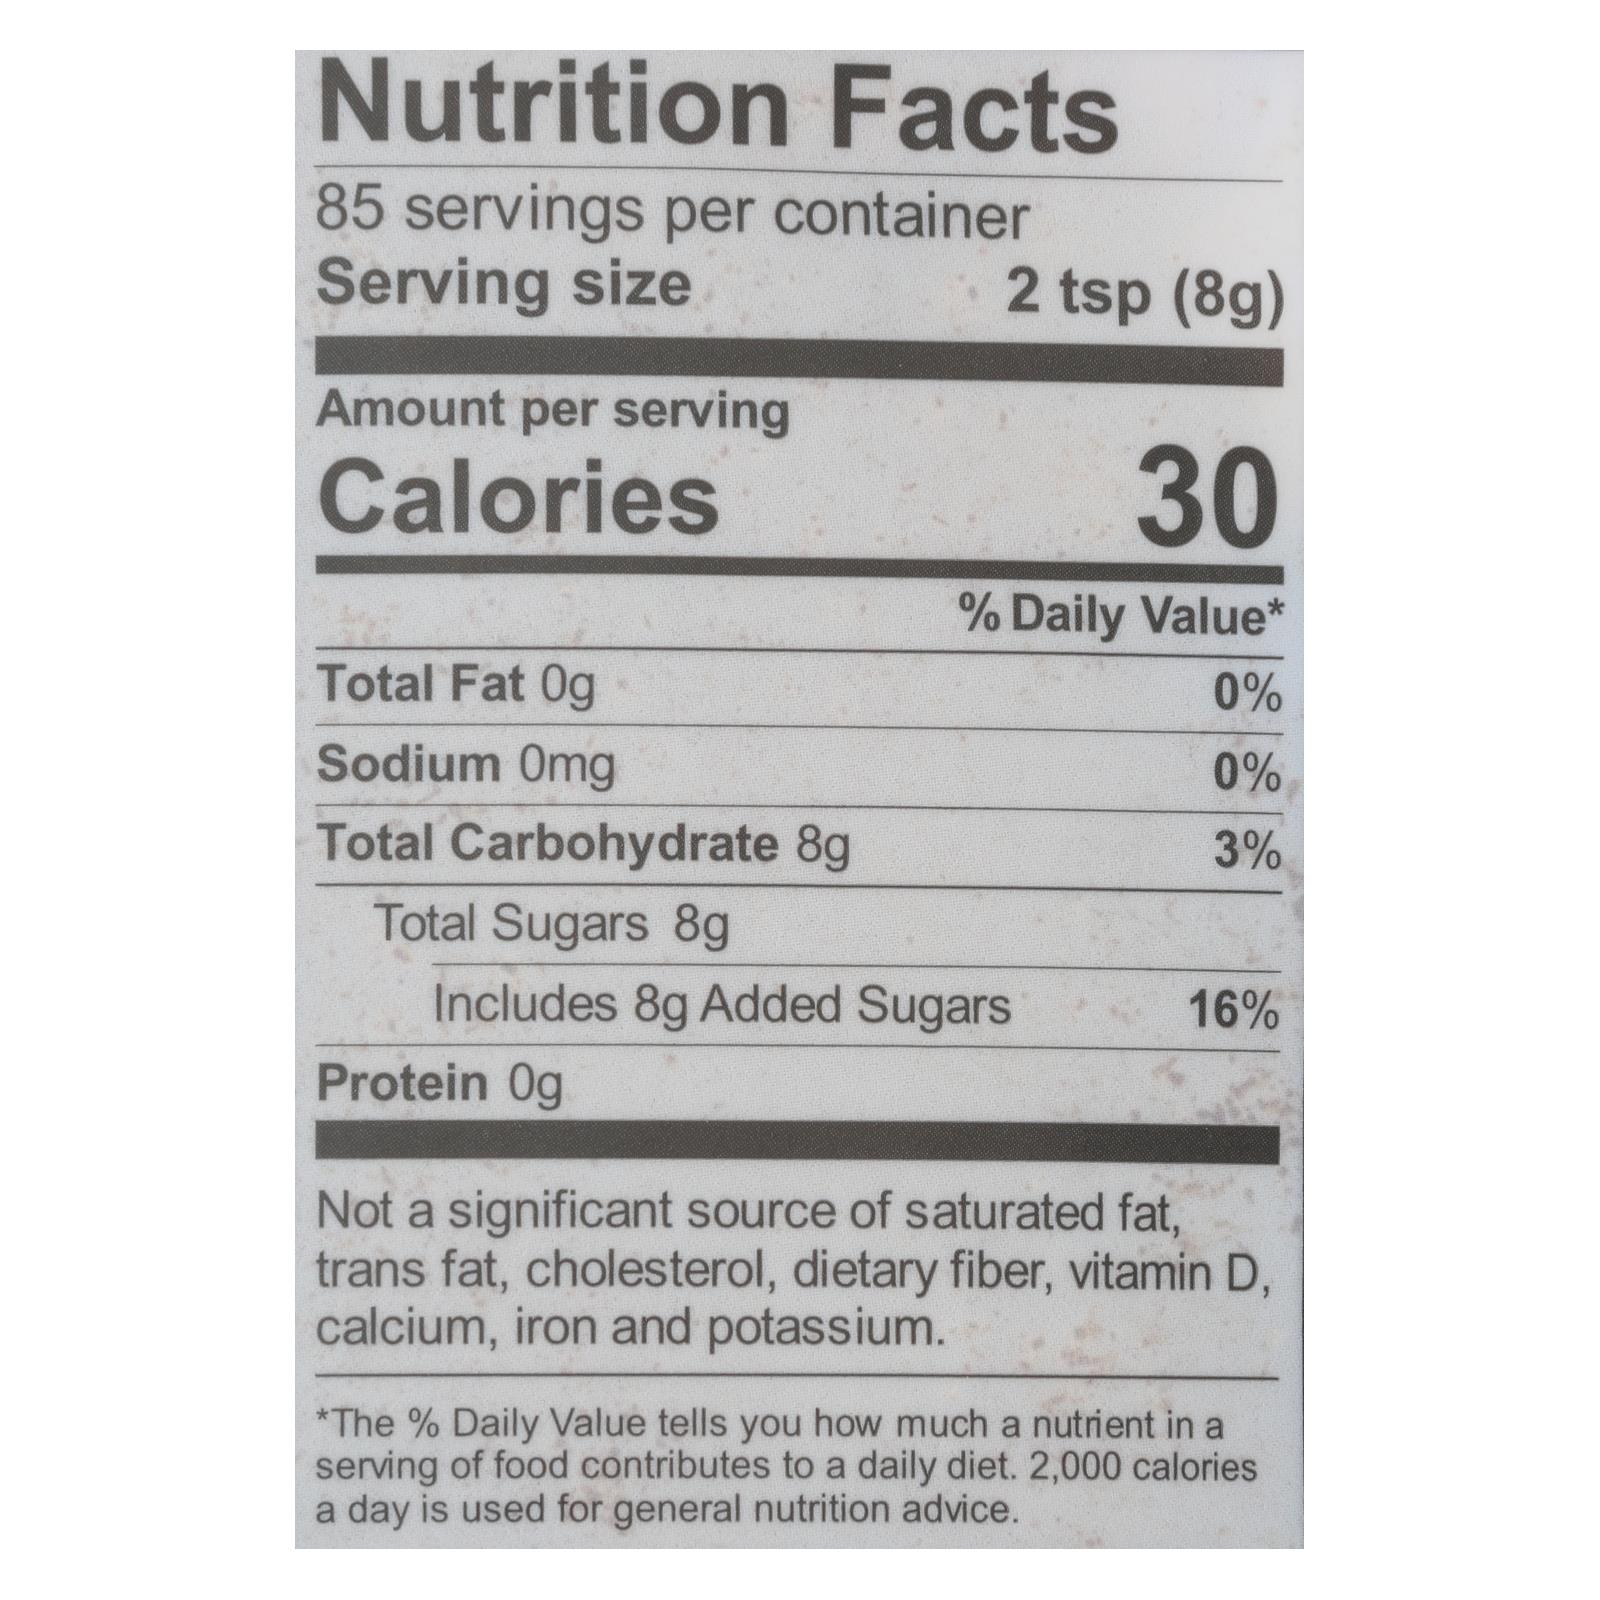 Nutrition Facts
85 servings per container
Serving size 2 tsp (8g)
Amount per serving
Calories 30
% Daily Value*
Total Fat 0g 0%
Sodium 0mg 0%
Total Carbohydrate 8g 3%
Total Sugars 8g
Includes 8g Added Sugars 16%
Protein 0g
Not a significant source of saturated fat,
trans fat, cholesterol, dietary fiber, vitamin D,
calcium, iron and potassium.
*The % Daily Value tells you how much a nutrient in a
serving of food contributes to a daily diet. 2,000 calories
a day is used for general nutrition advice.